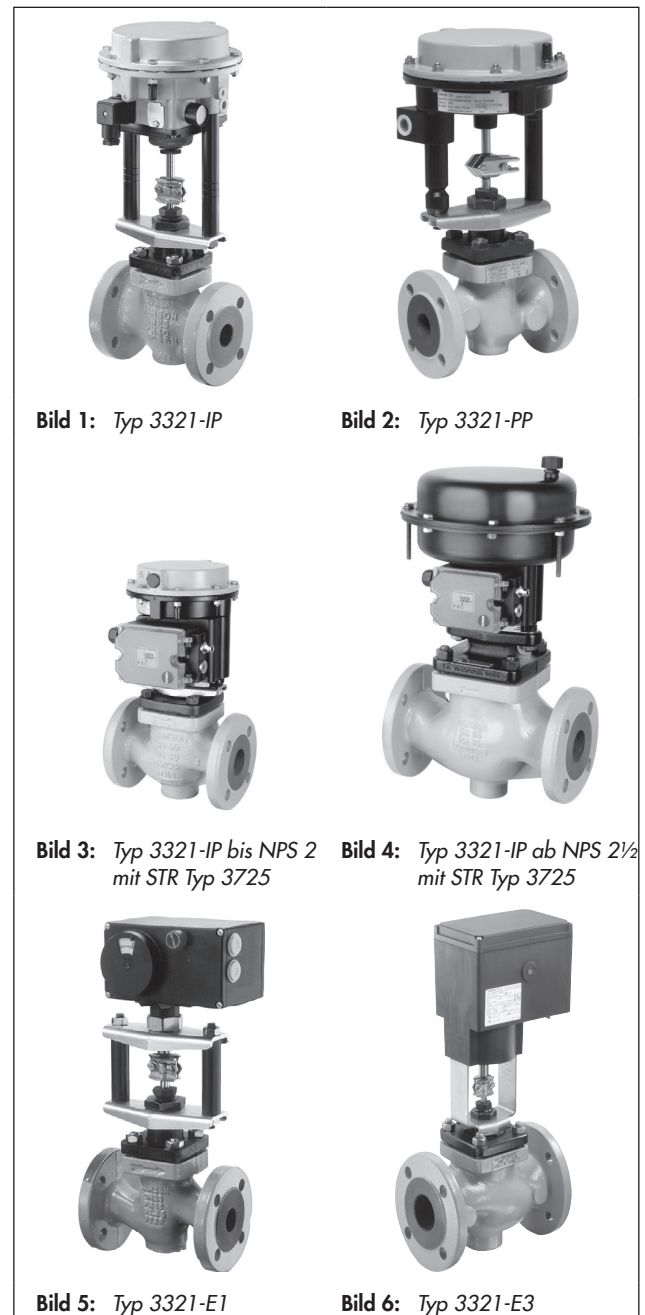 Bild 1: Typ 3321-IP
Bild 2: Typ 3321-PP
Bild 3: Typ 3321-IP bis NPS 2
mit STR Typ 3725
Bild 4: Typ 3321-IP ab NPS 2½
mit STR Typ 3725
Bild 5: Typ 3321-E1
Bild 6: Typ 3321-E3